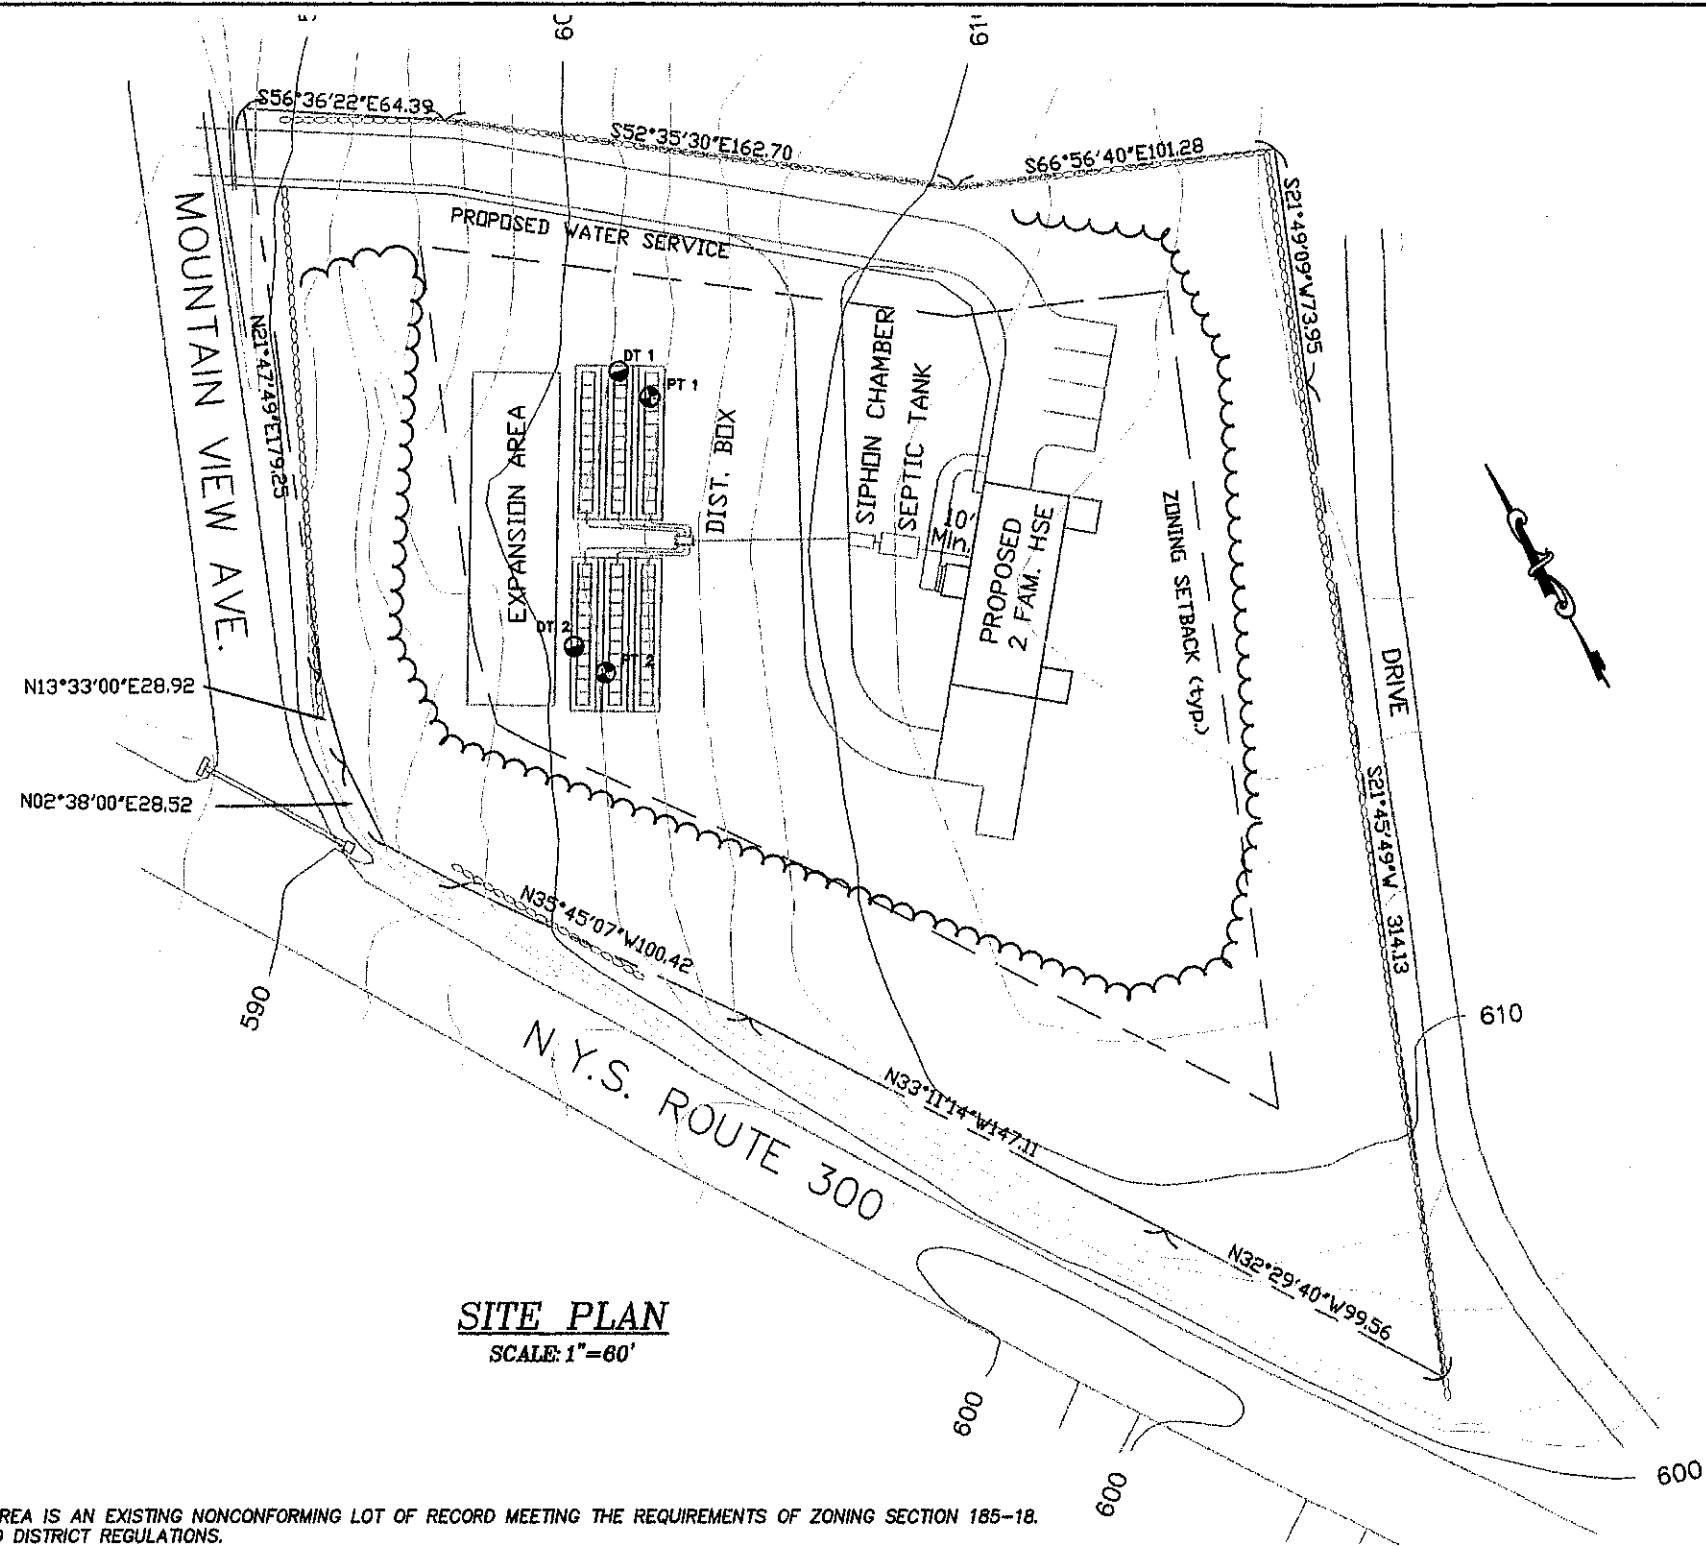 S56°36'22"E64.39
S52°35'30"E162.70
S66°56'40"E101.28
S21°49'09"W73.95
PROPOSED WATER SERVICE
MOUNTAIN VIEW AVE.
N21°47'49"E179.25
DT 1
PT 1
EXPANSION AREA
DIST. BOX
SIPHON CHAMBER
SEPTIC TANK
10'
Min.
PROPOSED
2 FAM. HSE
ZONING SETBACK (typ.)
DT 2
PT 2
DRIVE
N13°33'00"E28.92
N02°38'00"E28.52
S21°45'49"W 314.13
N35°45'07"W100.42
590
610
N.Y.S. ROUTE 300
N33°11'14"W147.11
N32°29'40"W99.56
SITE PLAN
SCALE: 1"=60'
600
600
600
AREA IS AN EXISTING NONCONFORMING LOT OF RECORD MEETING THE REQUIREMENTS OF ZONING SECTION 185-18.
DISTRICT REGULATIONS.